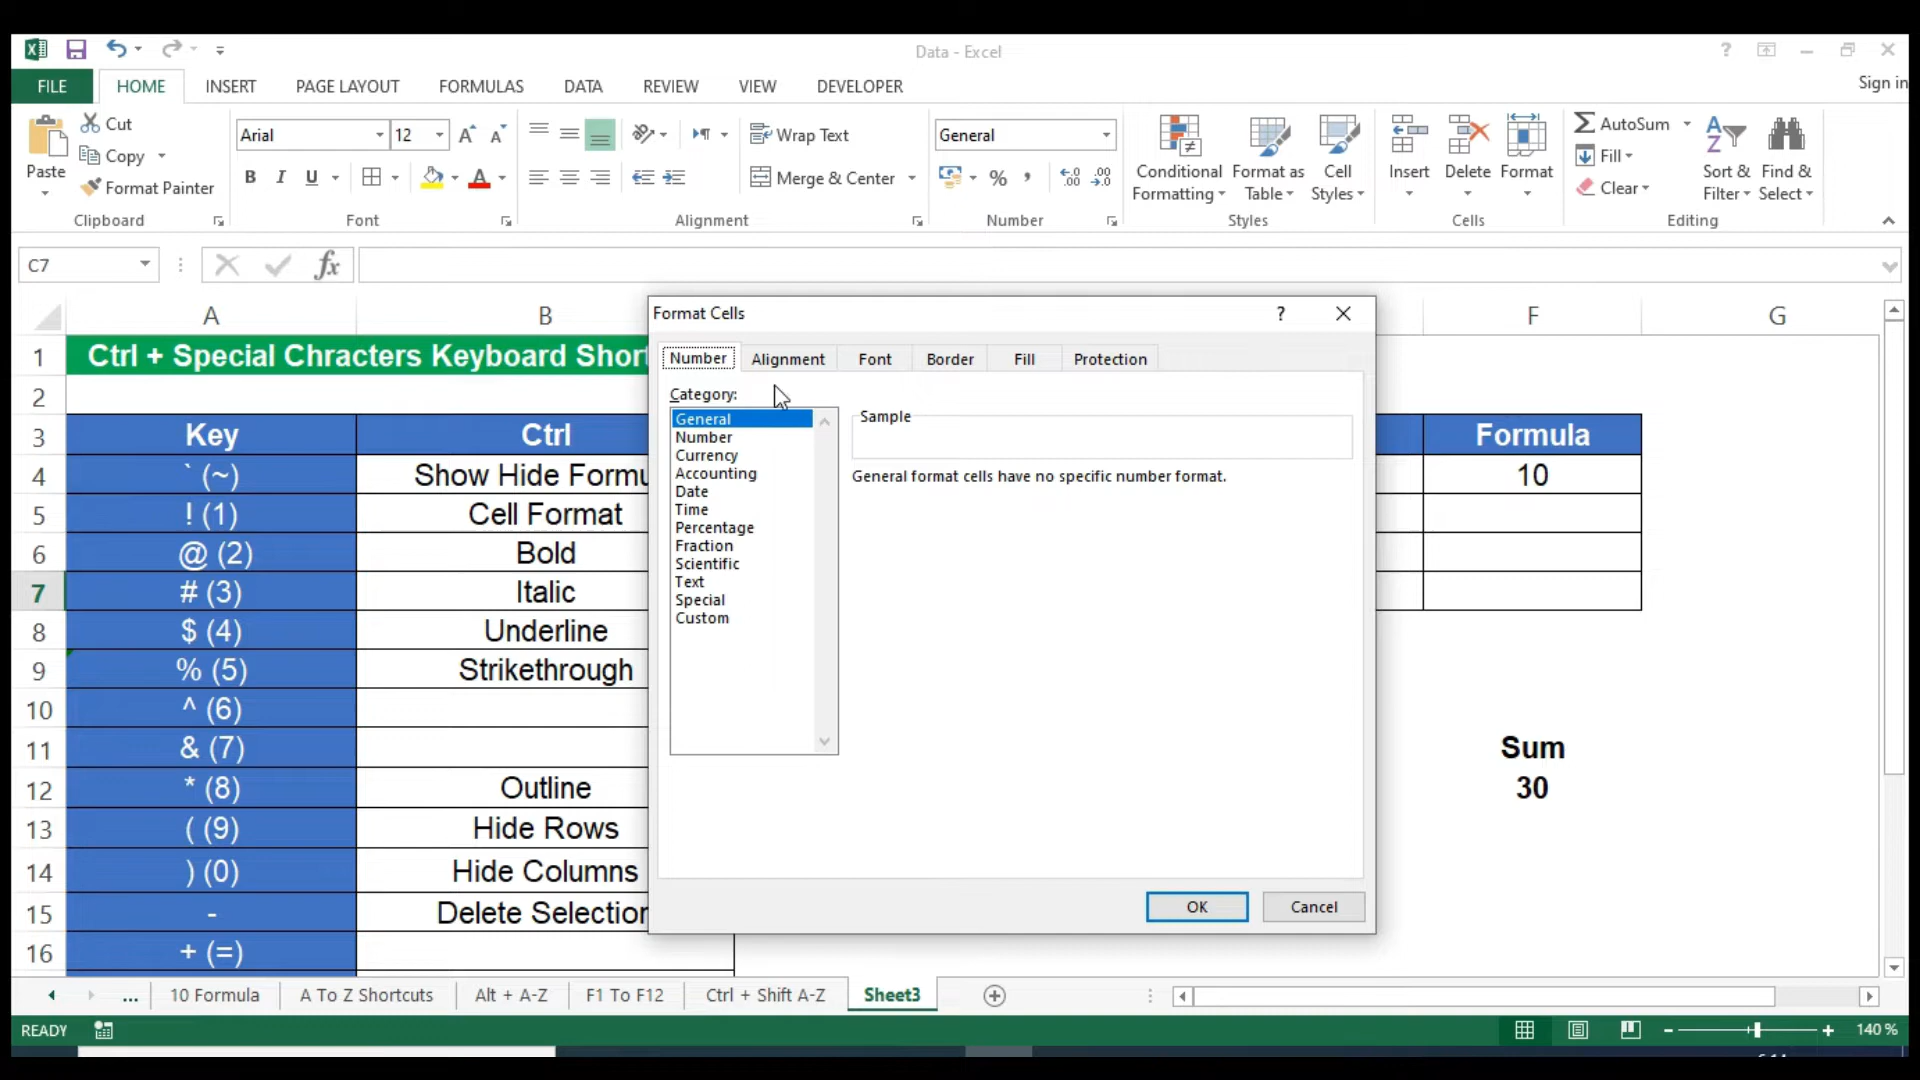 Data - Excel
?
FILE HOME INSERT PAGE LAYOUT FORMULAS DATA REVIEW VIEW DEVELOPER Sign in
Paste
Cut
Copy
Format Painter
Clipboard
Arial 12
B I U
Font
Wrap Text
Merge & Center
Alignment
General
% ,
Number
Conditional Formatting
Format as Table
Cell Styles
Styles
Insert Delete Format
Cells
AutoSum
Fill
Clear
Sort & Filter
Find & Select
Editing
C7
fx
A B F G
1 Ctrl + Special Chracters Keyboard Short
2
3 Key Ctrl Formula
4 ` (~) Show Hide Formu 10
5 ! (1) Cell Format
6 @ (2) Bold
7 # (3) Italic
8 $ (4) Underline
9 % (5) Strikethrough
10 ^ (6)
11 & (7) Sum
12 * (8) Outline 30
13 ( (9) Hide Rows
14 ) (0) Hide Columns
15 - Delete Selection
16 + (=)
Format Cells ?
Number Alignment Font Border Fill Protection
Category:
General
Number
Currency
Accounting
Date
Time
Percentage
Fraction
Scientific
Text
Special
Custom
Sample
General format cells have no specific number format.
OK Cancel
... 10 Formula A To Z Shortcuts Alt + A-Z F1 To F12 Ctrl + Shift A-Z Sheet3
READY 140 %